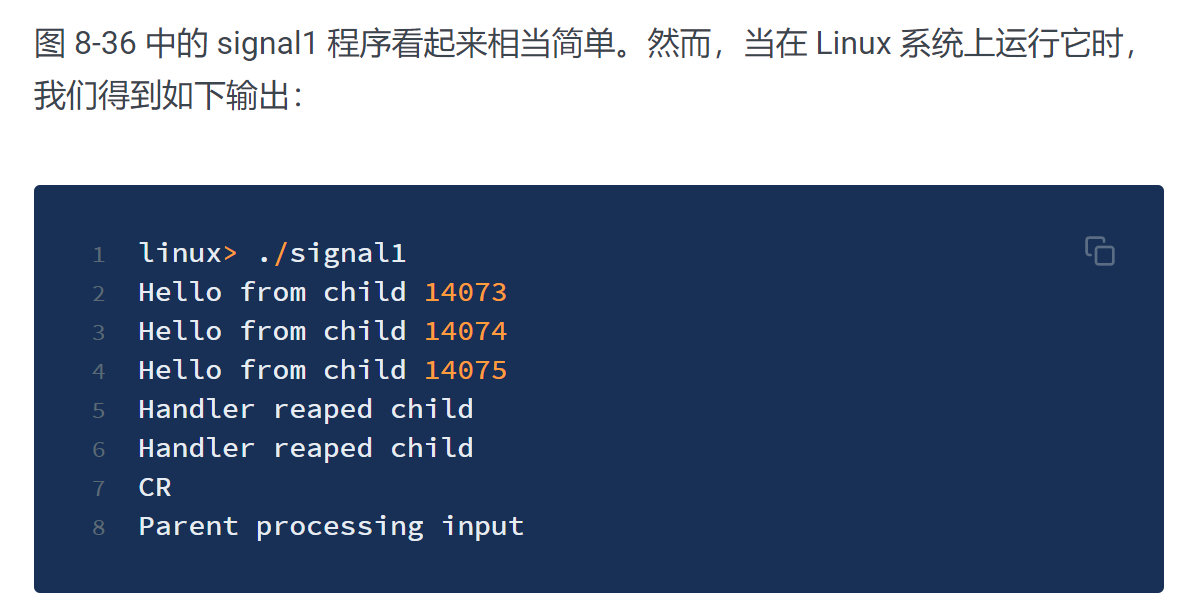 图 8-36 中的 signal1 程序看起来相当简单。然而，当在 Linux 系统上运行它时，
我们得到如下输出：
1 linux> ./signal1
2 Hello from child 14073
3 Hello from child 14074
4 Hello from child 14075
5 Handler reaped child
6 Handler reaped child
7 CR
8 Parent processing input